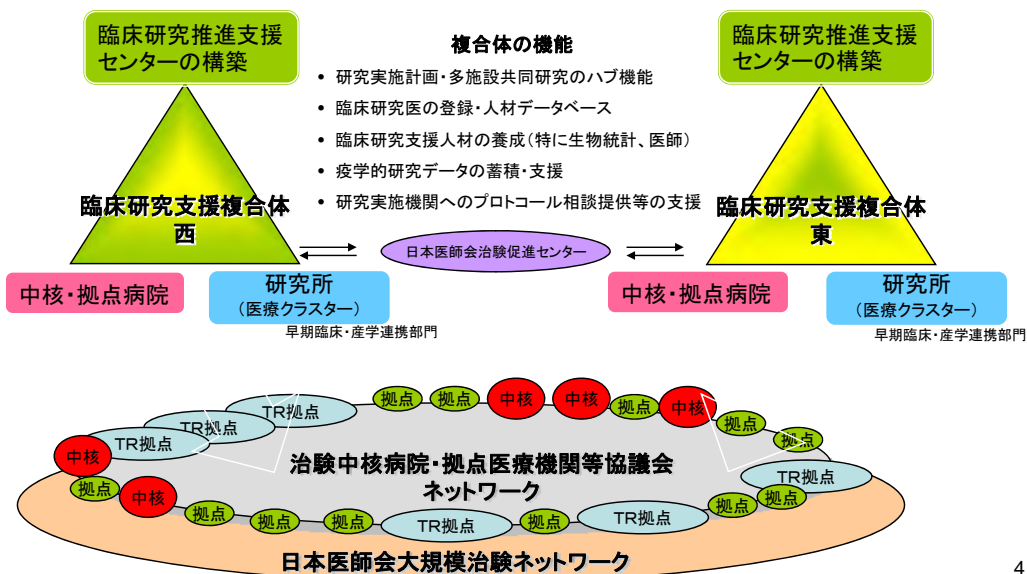 臨床研究推進支援
センターの構築
複合体の機能
• 研究実施計画・多施設共同研究のハブ機能
• 臨床研究医の登録・人材データベース
• 臨床研究支援人材の養成(特に生物統計、医師)
• 疫学的研究データの蓄積・支援
• 研究実施機関へのプロトコール相談提供等の支援
臨床研究推進支援
センターの構築
臨床研究支援複合体
西
日本医師会治験促進センター
臨床研究支援複合体
東
中核・拠点病院
研究所
(医療クラスター)
早期臨床・産学連携部門
中核・拠点病院
研究所
(医療クラスター)
早期臨床・産学連携部門
拠点
拠点
中核
中核
拠点
中核
拠点
拠点
TR拠点
TR拠点
TR拠点
中核
拠点
中核
拠点
拠点
拠点
TR拠点
拠点
TR拠点
拠点
拠点
TR拠点
治験中核病院・拠点医療機関等協議会
ネットワーク
日本医師会大規模治験ネットワーク
4